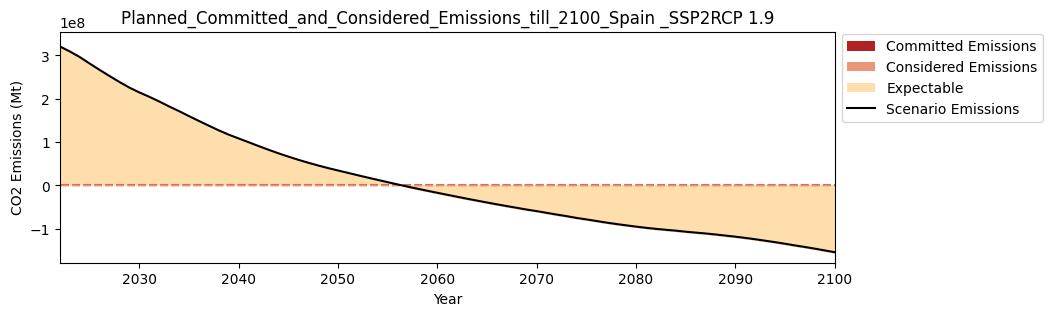 Planned_Committed_and_Considered_Emissions_till_2100_Spain _SSP2RCP 1.9
1e8
CO2 Emissions (Mt)
3
2
1
0
−1
2030 2040 2050 2060 2070 2080 2090 2100
Year
Committed Emissions
Considered Emissions
Expectable
Scenario Emissions